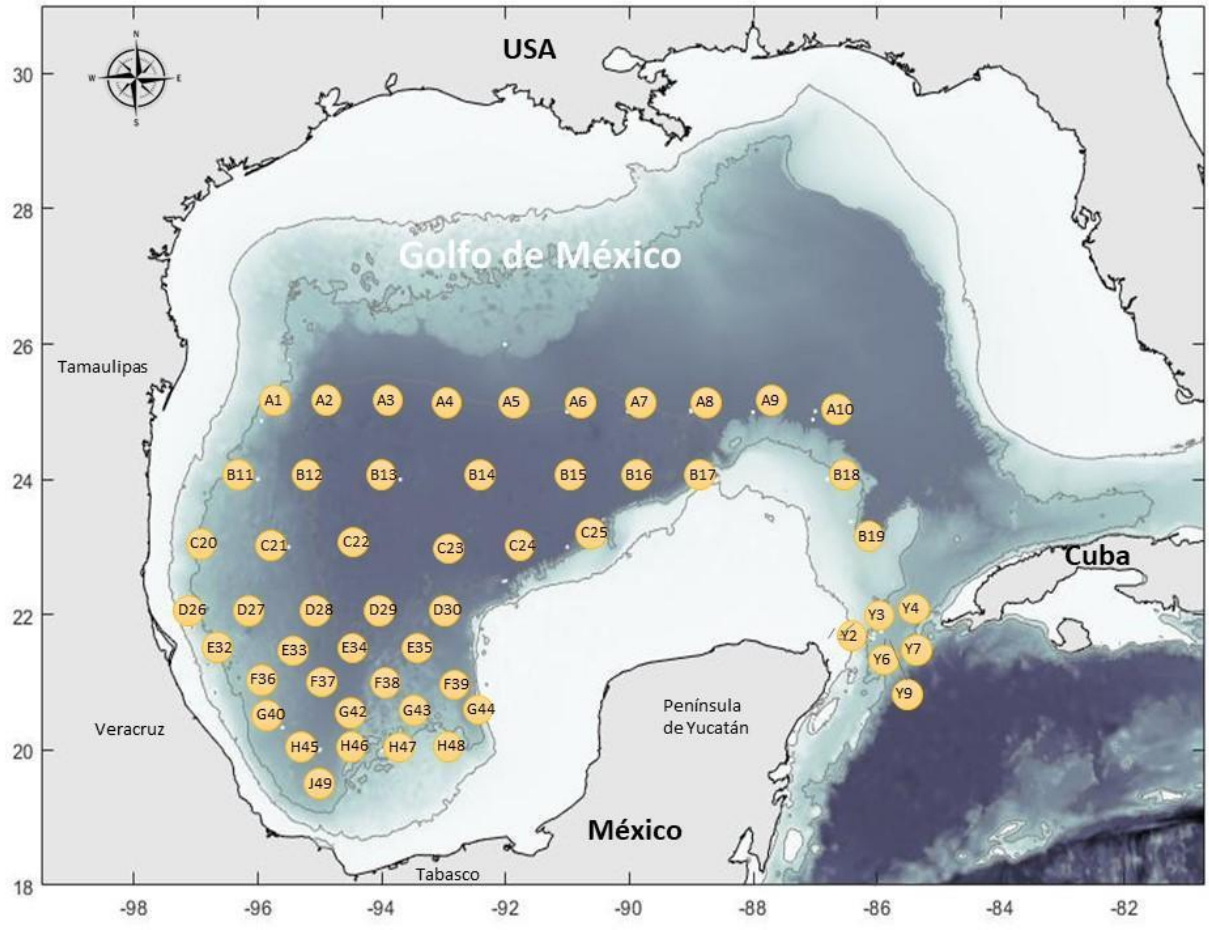 USA
N
W E
S
30
28
Golfo de México
26
Tamaulipas
A1 A2 A3 A4 A5 A6 A7 A8 A9 A10
24
B11 B12 B13 B14 B15 B16 B17 B18
B19
C20 C21 C22 C23 C24 C25
Cuba
22
D26 D27 D28 D29 D30
Y3 Y4
Y2
E32 E33 E34 E35
Y6 Y7
F36 F37 F38 F39
Y9
G40 G42 G43 G44
Península
de Yucatán
Veracruz
20
H45 H46 H47 H48
J49
México
Tabasco
18
-98 -96 -94 -92 -90 -88 -86 -84 -82